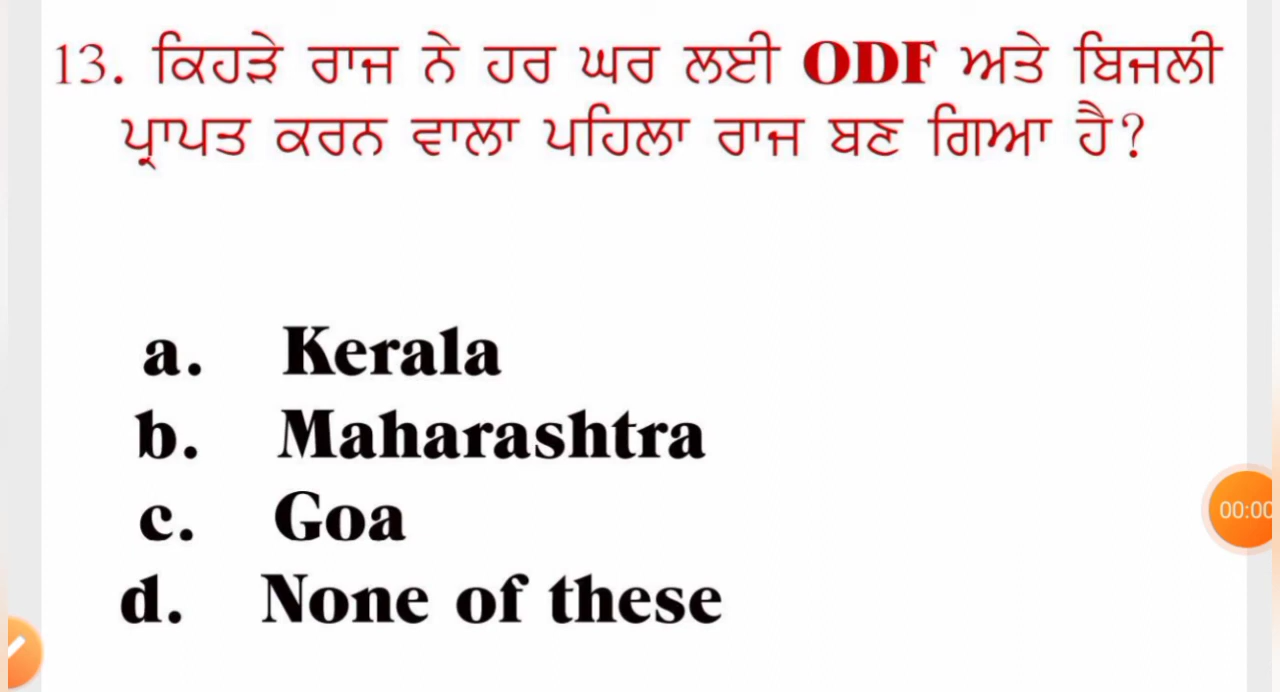 13. ਕਿਹੜੇ ਰਾਜ ਨੇ ਹਰ ਘਰ ਲਈ ODF ਅਤੇ ਬਿਜਲੀ
ਪ੍ਰਾਪਤ ਕਰਨ ਵਾਲਾ ਪਹਿਲਾ ਰਾਜ ਬਣ ਗਿਆ ਹੈ?
a. Kerala
b. Maharashtra
c. Goa
00:00
d. None of these